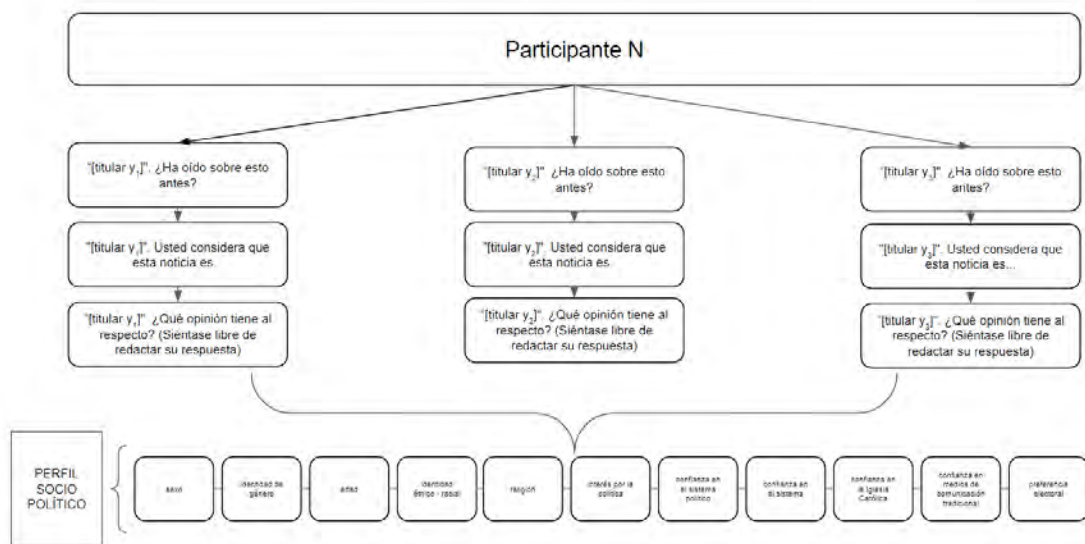 Participante N
"[titular y1]". ¿Ha oído sobre esto
antes?
"[titular y2]" ¿Ha oído sobre esto
antes?
"[titular y3]". ¿Ha oído sobre esto
antes?
"[titular y1]". Usted considera que
esta noticia es...
"[titular y2]". Usted considera que
esta noticia es...
"[titular y3]". Usted considera que
esta noticia es...
"[titular y1]" ¿Qué opinión tiene al
respecto? (Siéntase libre de
redactar su respuesta)
"[titular y2]" ¿Qué opinión tiene al
respecto? (Siéntase libre de
redactar su respuesta)
"[titular y3]" ¿Qué opinión tiene al
respecto? (Siéntase libre de
redactar su respuesta)
PERFIL
SOCIO
POLÍTICO
sexo
identidad de
género
edad
identidad
étnico - racial
religión
interés por la
política
confianza en
el sistema
político
confianza en
el sistema
confianza en
la Iglesia
Católica
confianza en
medios de
comunicación
tradicional
preferencia
electoral